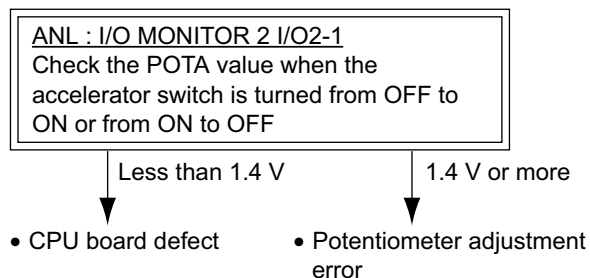 ANL : I/O MONITOR 2 I/O2-1
Check the POTA value when the
accelerator switch is turned from OFF to
ON or from ON to OFF
Less than 1.4 V
1.4 V or more
• CPU board defect
• Potentiometer adjustment
error